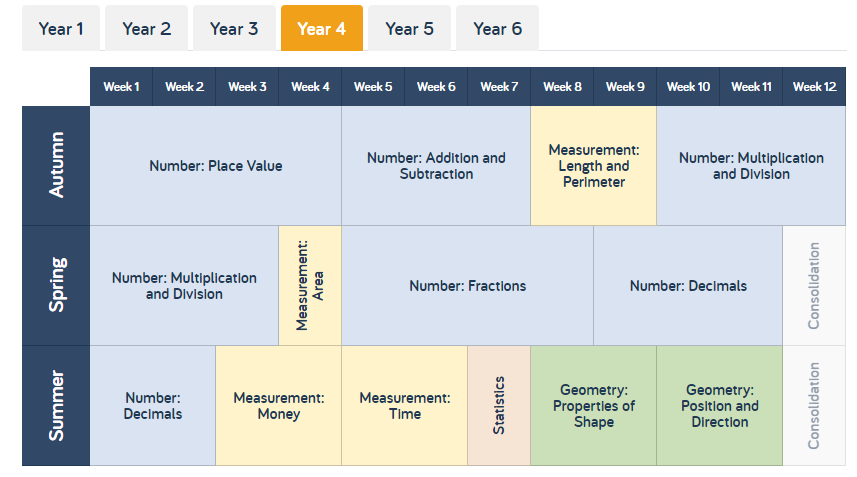 Year 1 Year 2 Year 3 Year 4 Year 5 Year 6
Week 1 Week 2 Week 3 Week 4 Week 5 Week 6 Week 7 Week 8 Week 9 Week 10 Week 11 Week 12
Autumn
Number: Place Value
Number: Addition and
Subtraction
Measurement:
Length and
Perimeter
Number: Multiplication
and Division
Spring
Number: Multiplication
and Division
Measurement:
Area
Number: Fractions
Number: Decimals
Consolidation
Summer
Number:
Decimals
Measurement:
Money
Measurement:
Time
Statistics
Geometry:
Properties of
Shape
Geometry:
Position and
Direction
Consolidation